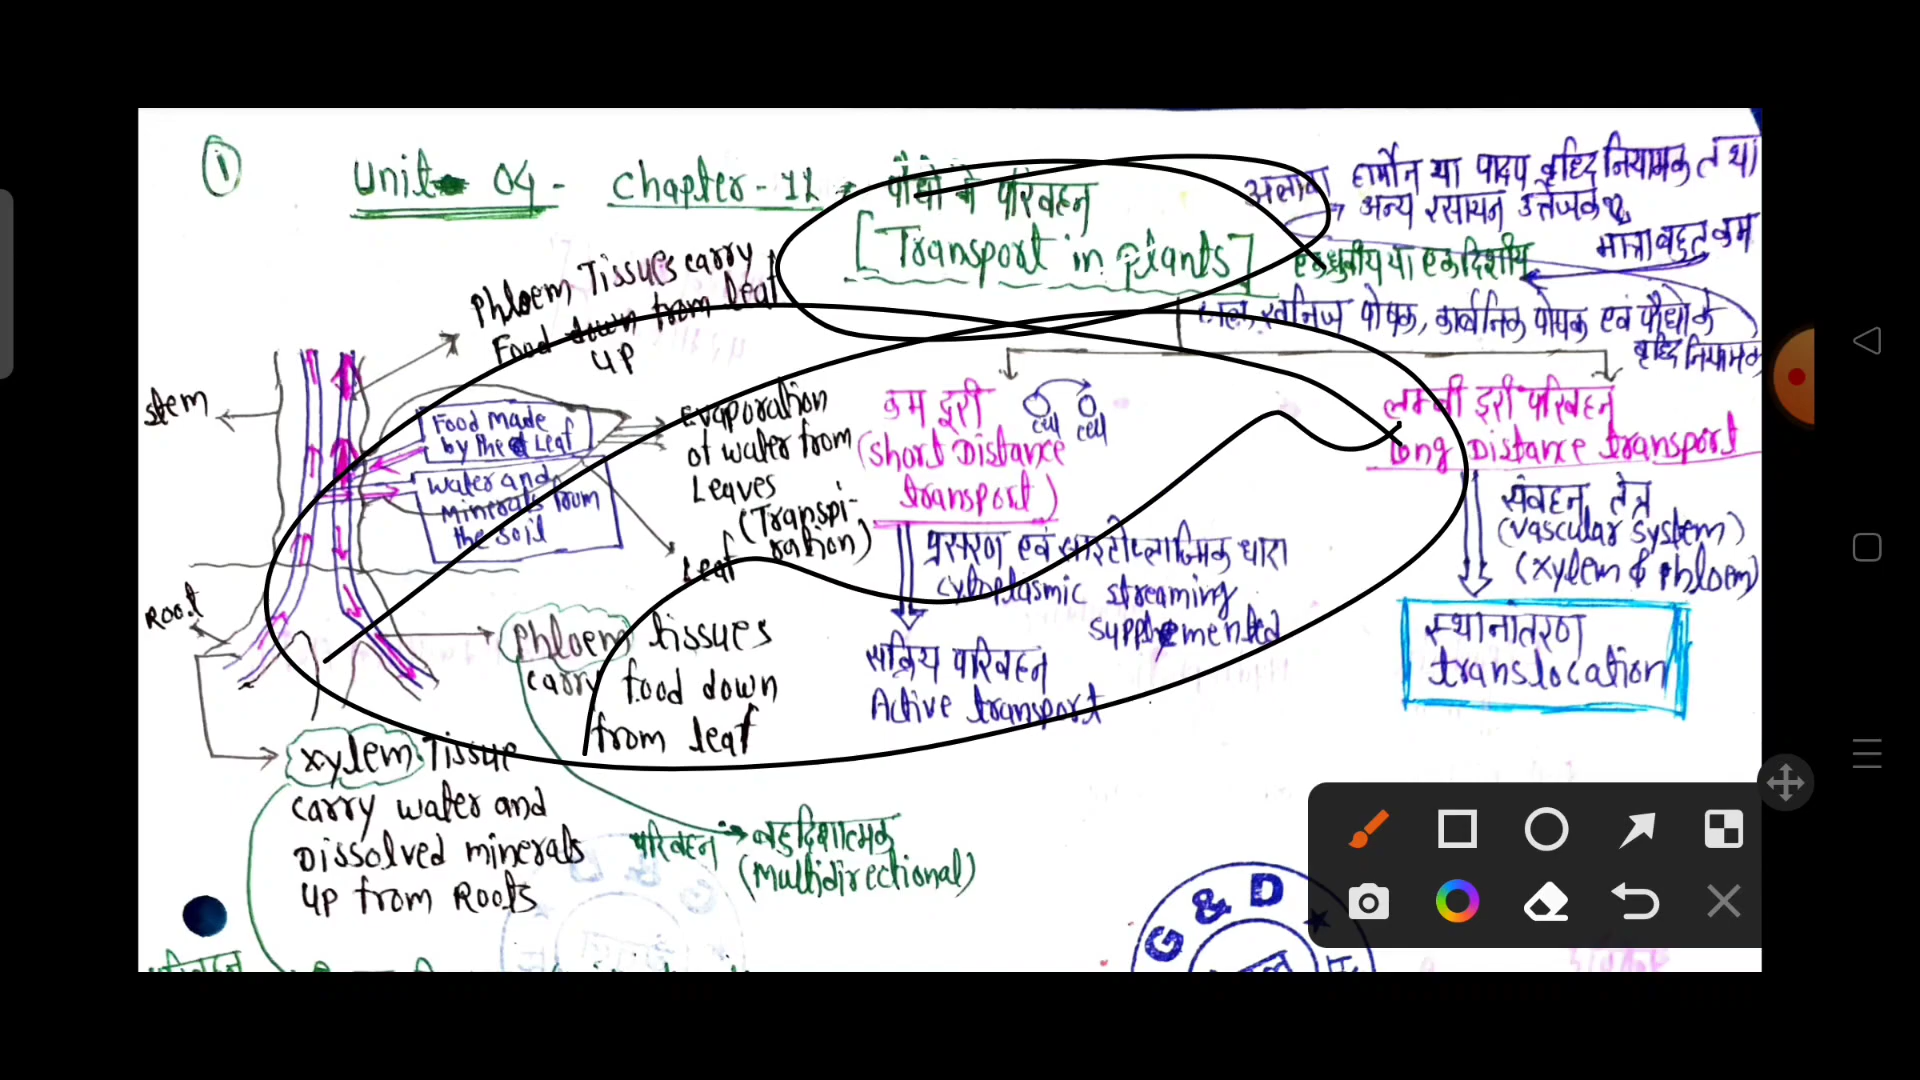 1
Unit 04 - Chapter-11 - पौधों में परिवहन
[Transport in plants]
अलावा हार्मोन या पादप वृद्धि नियामक तथा
अन्य रसायन उत्तेजक
मात्रा बहुत कम
एकध्रुवीय या एकदिशीय
जल, खनिज पोषक, कार्बनिक पोषक एवं पौधों के
वृद्धि नियामक
Phloem Tissues carry
Food down from leaf
up
stem
Food made
by the Leaf
Water and
Minerals from
the soil
Root
Evaporation
of water from
Leaves
(Transpi-
ration)
Leaf
Phloem tissues
carry food down
from leaf
xylem Tissue
carry water and
Dissolved minerals
up from Roots
परिवहन बहुदिशात्मक
(Multidirectional)
कम दूरी
(Short Distance
transport)
cell cell
प्रसरण एवं साइटोप्लाज्मिक धारा
cytoplasmic streaming
supplemented
सक्रिय परिवहन
Active transport
लम्बी दूरी परिवहन
Long Distance transport
संवहन तंत्र
(vascular system)
(xylem & phloem)
स्थानांतरण
translocation
G & D